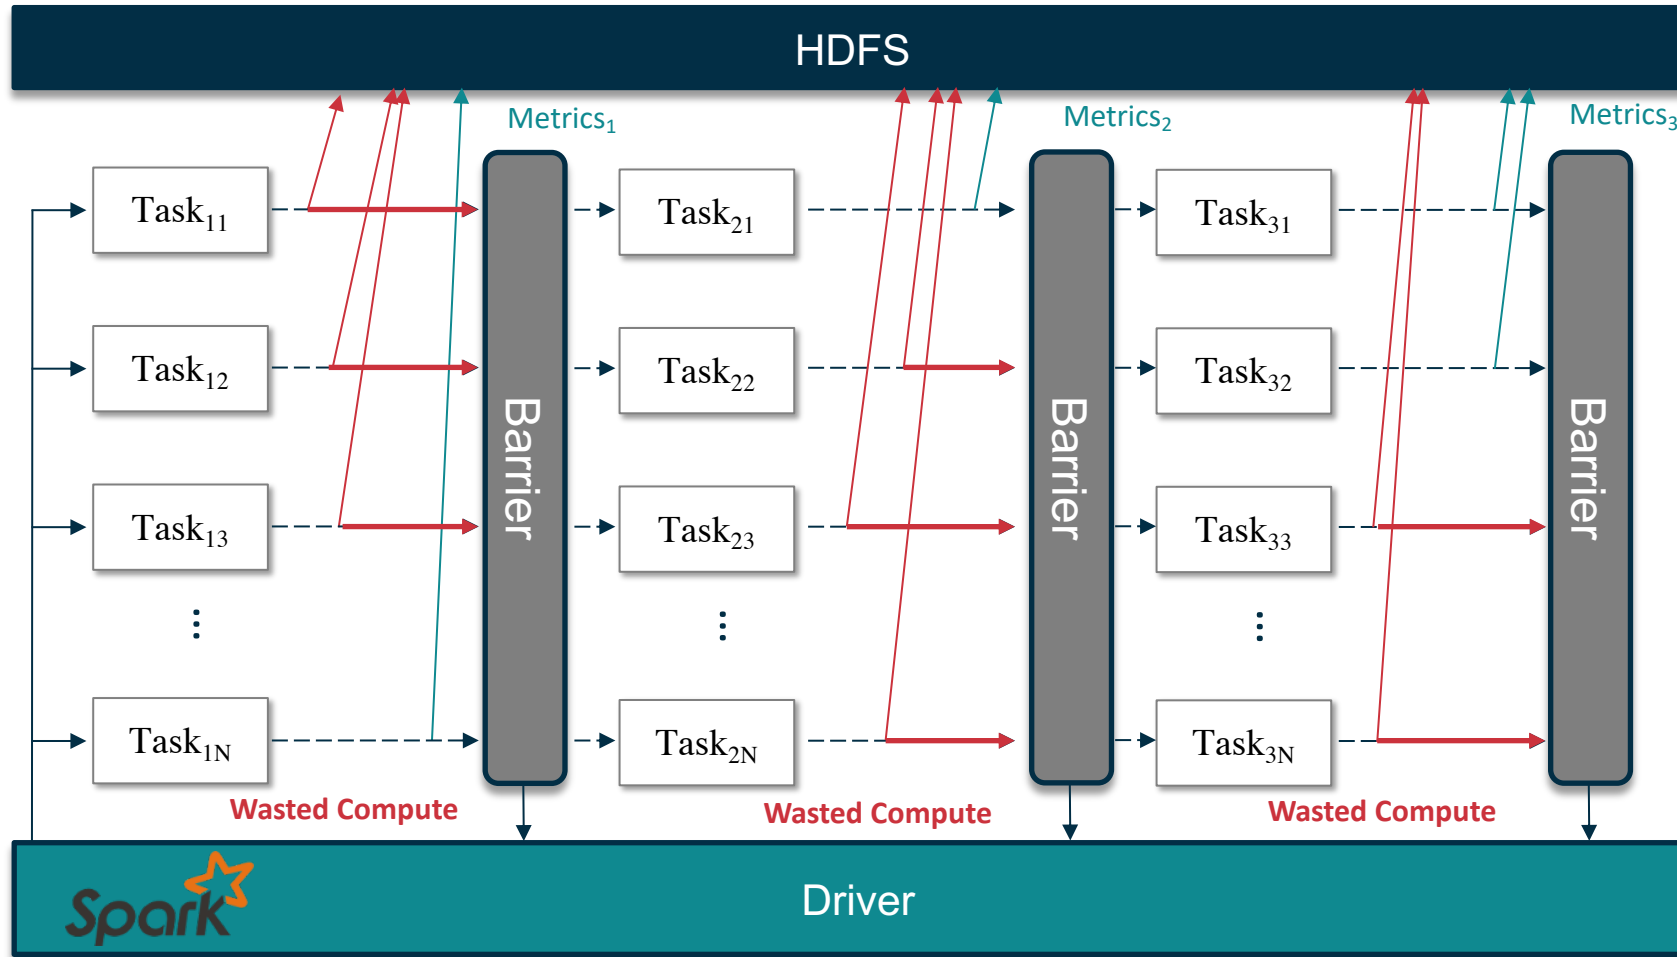 HDFS
Metrics₁
Metrics₂
Metrics₃
Task₁₁
Task₂₁
Task₃₁
Task₁₂
Task₂₂
Task₃₂
Barrier
Barrier
Barrier
Task₁₃
Task₂₃
Task₃₃
...
...
...
Task₁N
Task₂N
Task₃N
Wasted Compute
Wasted Compute
Wasted Compute
Spark
Driver